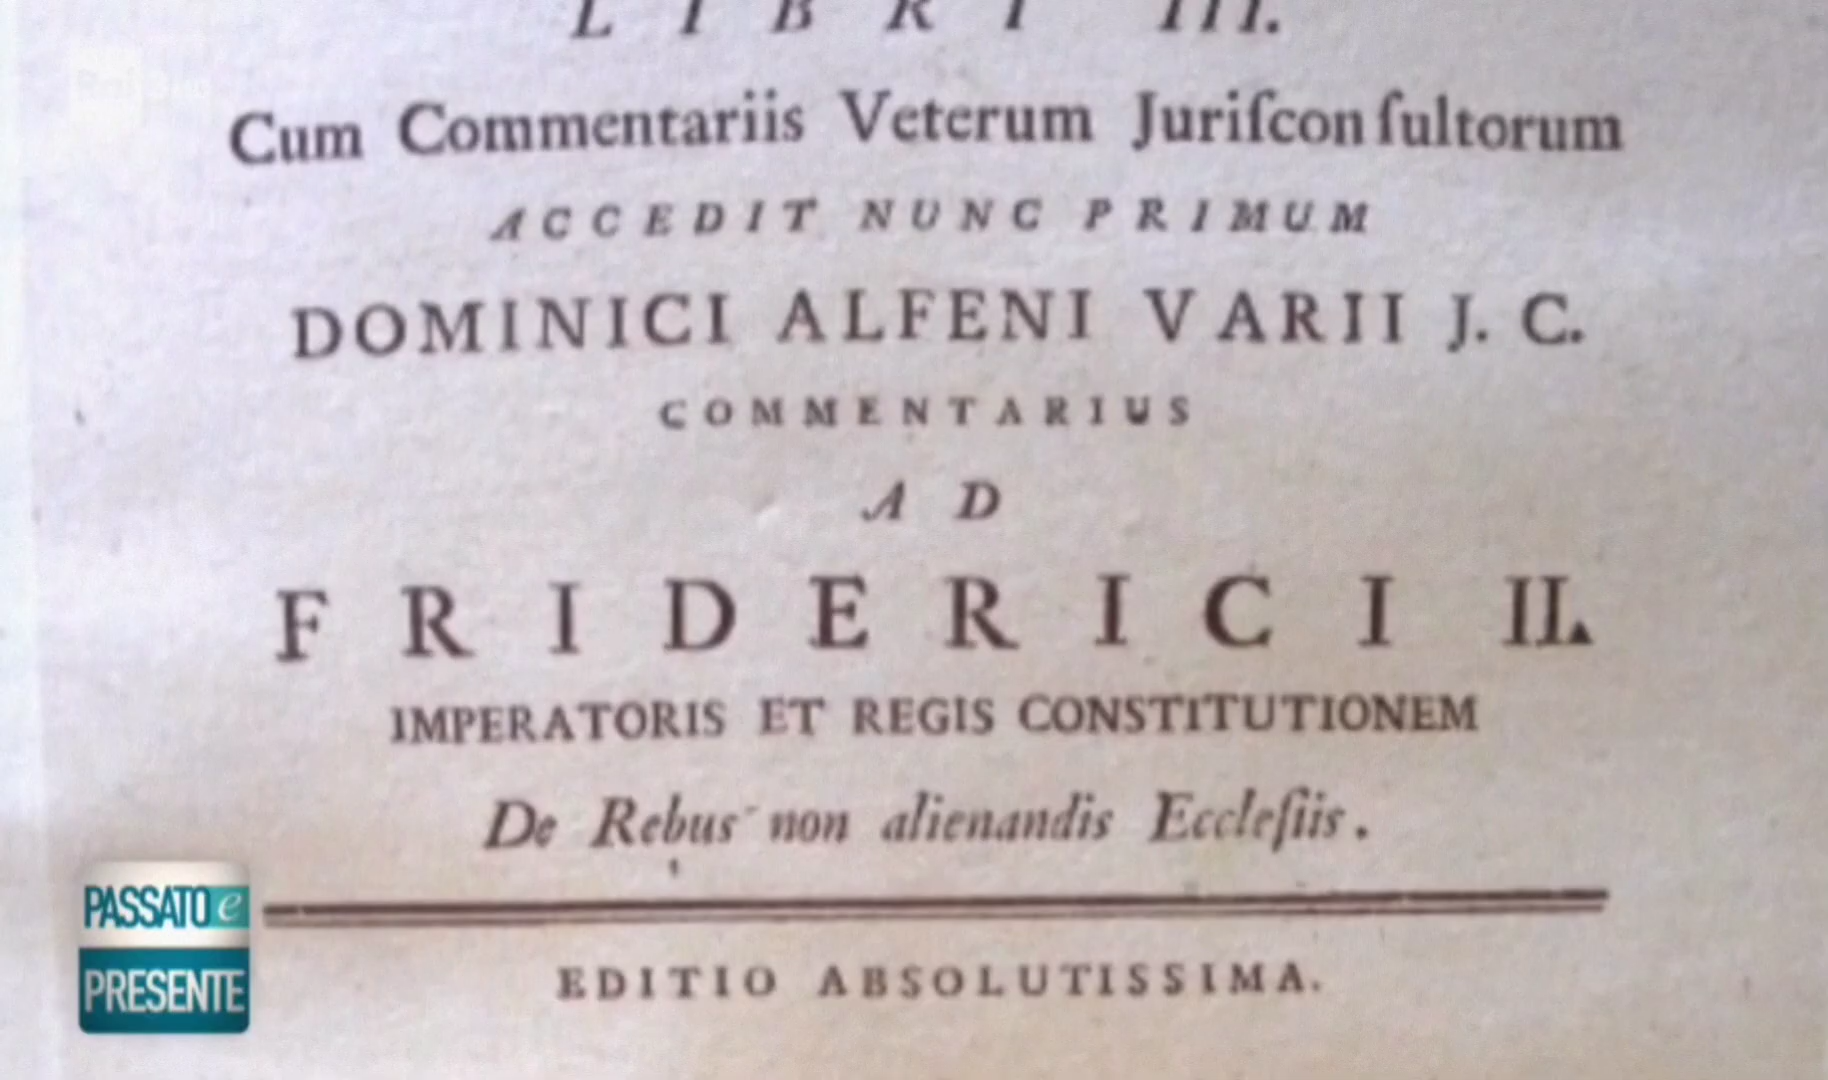 LIBRI III.
Cum Commentariis Veterum Juriſconſultorum
ACCEDIT NUNC PRIMUM
DOMINICI ALFENI VARII J. C.
COMMENTARIUS
AD
FRIDERICI II.
IMPERATORIS ET REGIS CONSTITUTIONEM
De Rebus non alienandis Eccleſiis.
PASSATO e
PRESENTE
EDITIO ABSOLUTISSIMA.